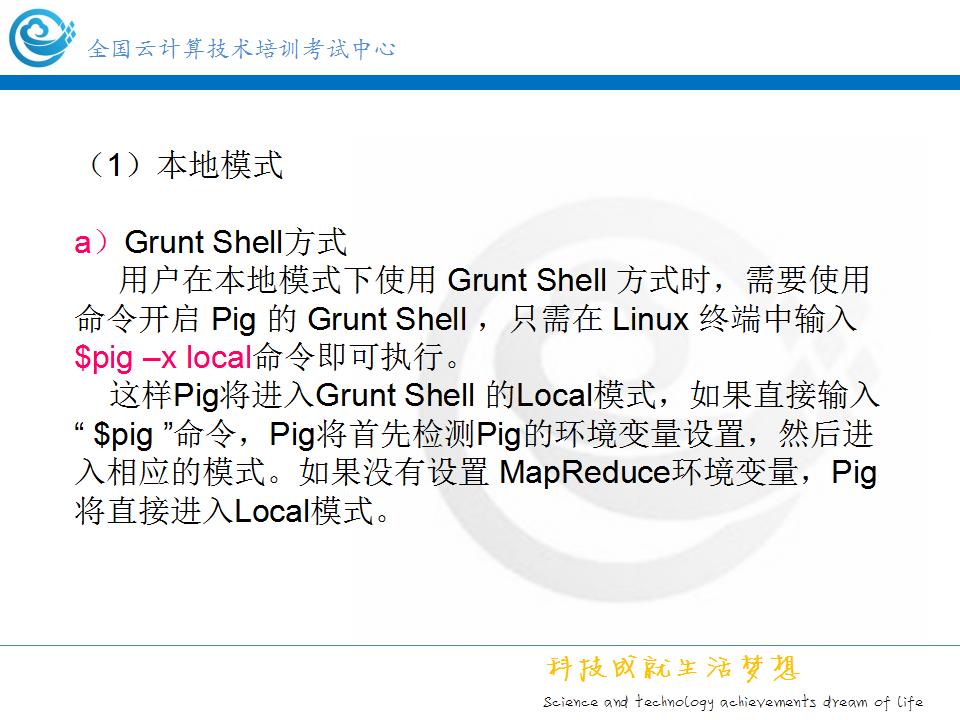 全国云计算技术培训考试中心
（1）本地模式
a）Grunt Shell方式
用户在本地模式下使用 Grunt Shell 方式时，需要使用
命令开启 Pig 的 Grunt Shell ，只需在 Linux 终端中输入
$pig –x local命令即可执行。
这样Pig将进入Grunt Shell 的Local模式，如果直接输入
“ $pig ”命令，Pig将首先检测Pig的环境变量设置，然后进
入相应的模式。如果没有设置 MapReduce环境变量，Pig
将直接进入Local模式。
科技成就生活梦想
Science and technology achievements dream of life